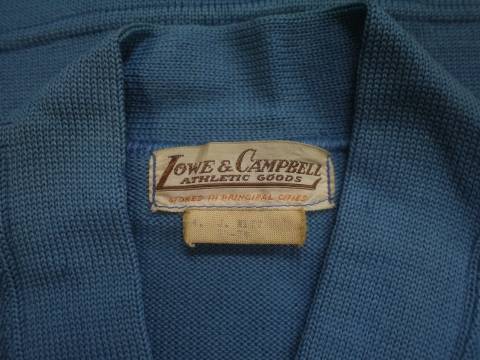 LOWE & CAMPBELL
ATHLETIC GOODS
STORES IN PRINCIPAL CITIES
J.